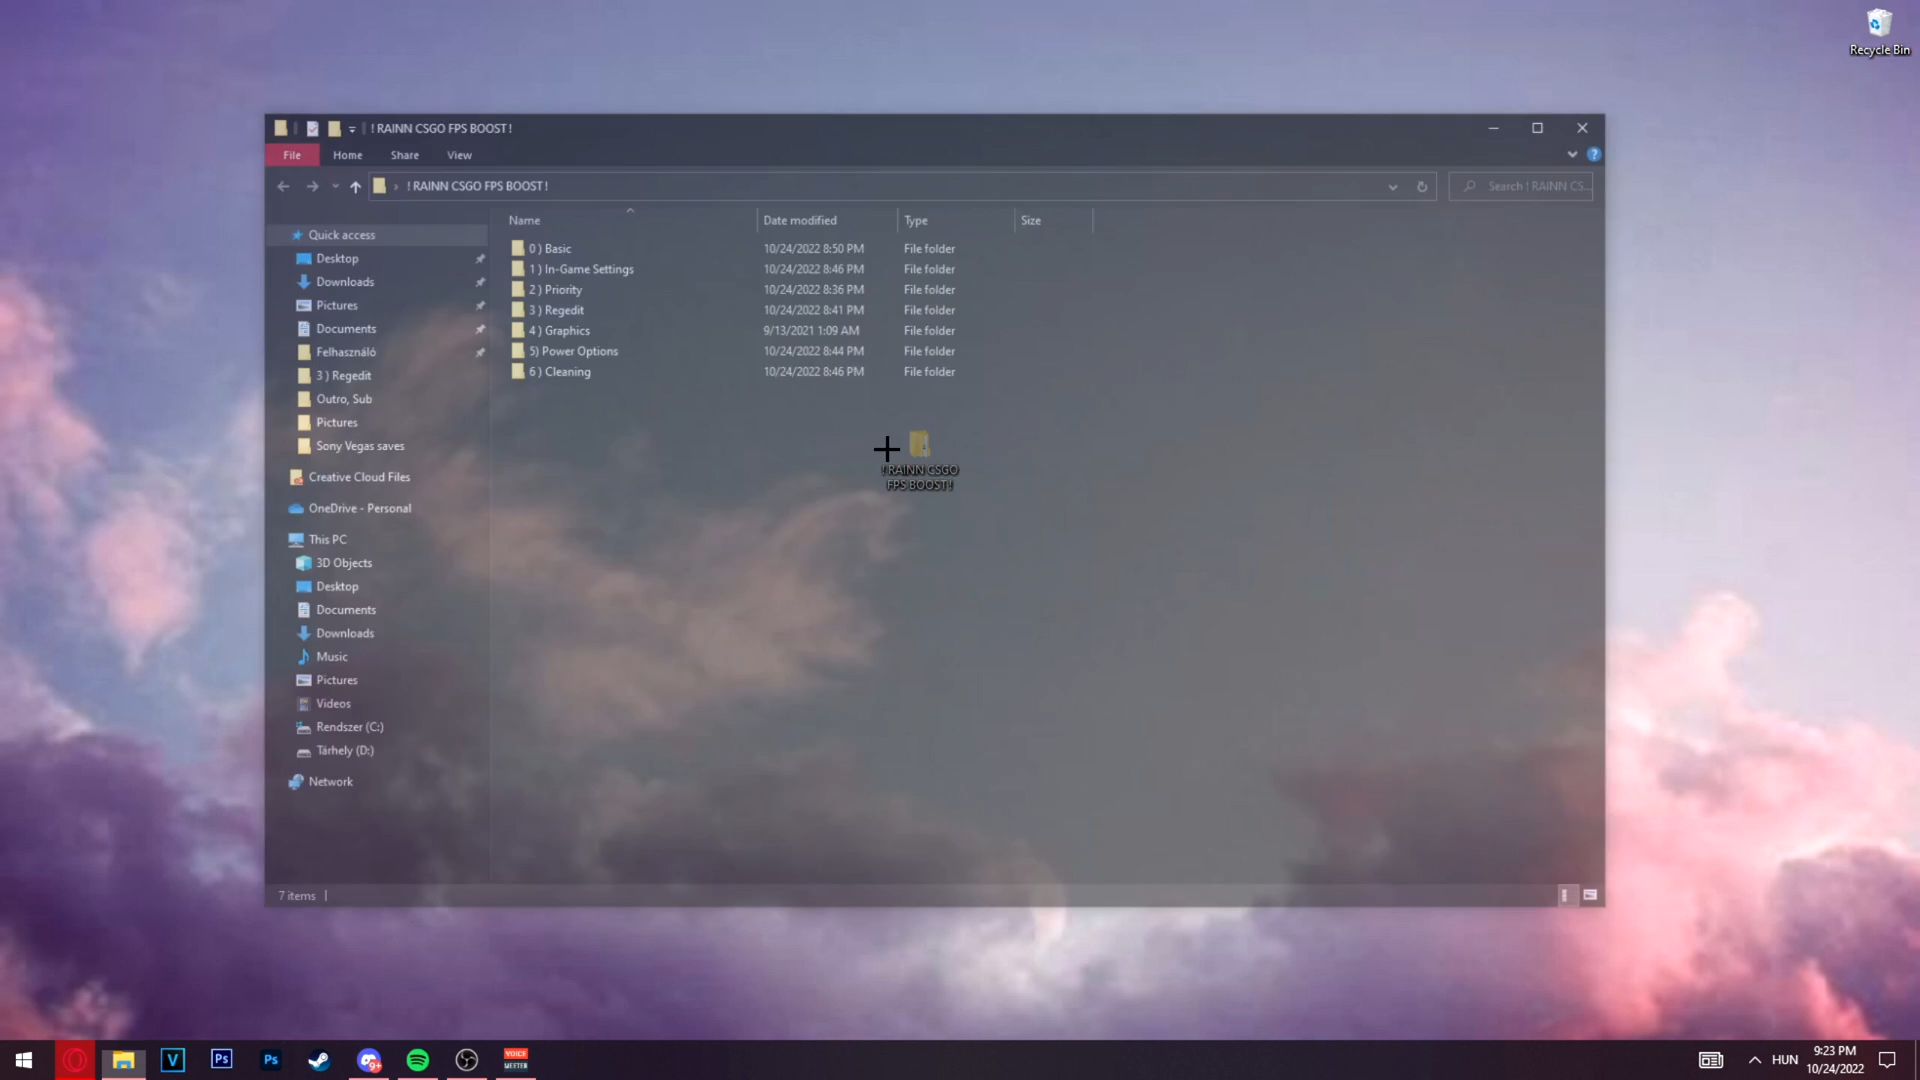 Recycle Bin
! RAINN CSGO FPS BOOST !
File Home Share View
! RAINN CSGO FPS BOOST !
Search ! RAINN CS...
Name Date modified Type Size
Quick access
Desktop
Downloads
Pictures
Documents
Felhasználó
3 ) Regedit
Outro, Sub
Pictures
Sony Vegas saves
Creative Cloud Files
OneDrive - Personal
This PC
3D Objects
Desktop
Documents
Downloads
Music
Pictures
Videos
Rendszer (C:)
Tárhely (D:)
Network
0 ) Basic 10/24/2022 8:50 PM File folder
1 ) In-Game Settings 10/24/2022 8:46 PM File folder
2 ) Priority 10/24/2022 8:36 PM File folder
3 ) Regedit 10/24/2022 8:41 PM File folder
4 ) Graphics 9/13/2021 1:09 AM File folder
5) Power Options 10/24/2022 8:44 PM File folder
6 ) Cleaning 10/24/2022 8:46 PM File folder
! RAINN CSGO
FPS BOOST !
7 items
V
Ps
Ps
9+
VOICE
MEETER
HUN
9:23 PM
10/24/2022